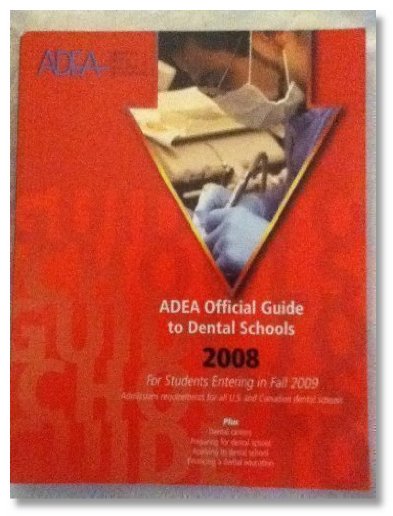 ADEA
ADEA Official Guide
to Dental Schools
2008
For Students Entering in Fall 2009
Admissions requirements for all U.S. and Canadian dental schools
Plus
Dental careers
Preparing for dental school
Applying to dental school
Financing a dental education